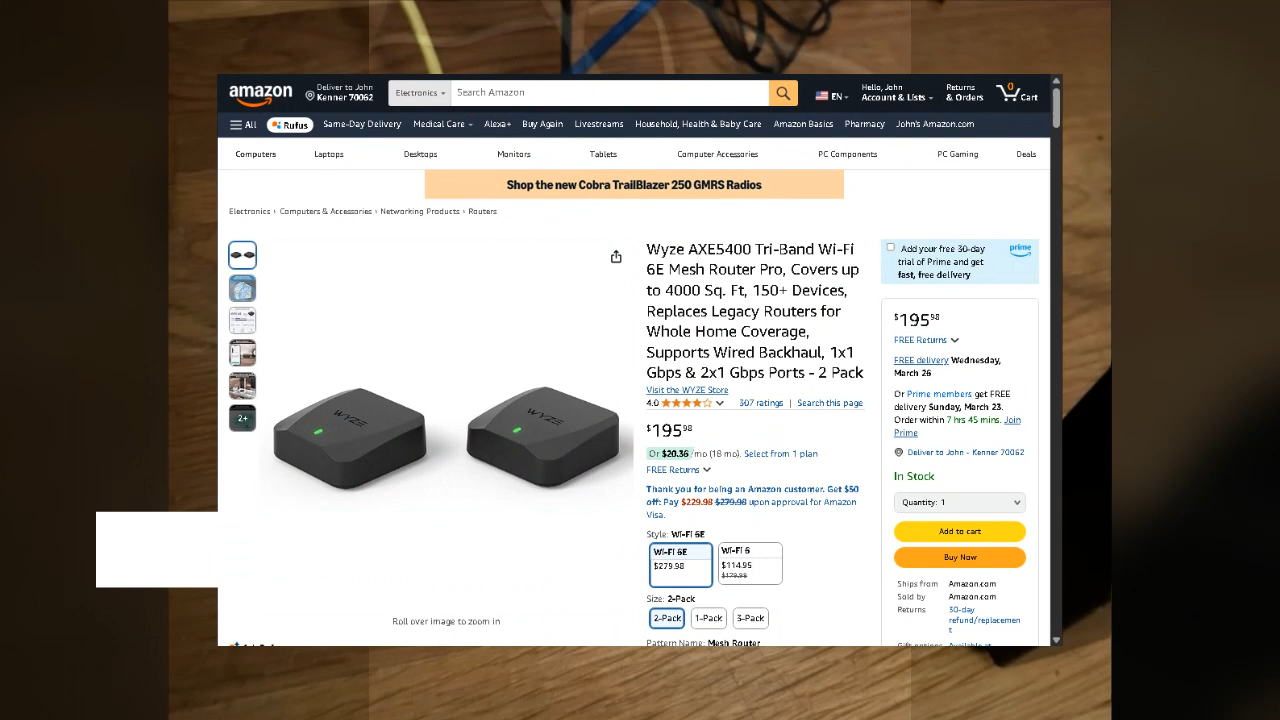 amazon
Deliver to John
Kenner 70062
Electronics
Search Amazon
EN
Hello, John
Account & Lists
Returns
& Orders
0
Cart
All
Rufus
Same-Day Delivery
Medical Care
Alexa+
Buy Again
Livestreams
Household, Health & Baby Care
Amazon Basics
Pharmacy
John's Amazon.com
Computers
Laptops
Desktops
Monitors
Tablets
Computer Accessories
PC Components
PC Gaming
Deals
Shop the new Cobra TrailBlazer 250 GMRS Radios
Electronics › Computers & Accessories › Networking Products › Routers
2+
WYZE
WYZE
Roll over image to zoom in
Wyze AXE5400 Tri-Band Wi-Fi
6E Mesh Router Pro, Covers up
to 4000 Sq. Ft, 150+ Devices,
Replaces Legacy Routers for
Whole Home Coverage,
Supports Wired Backhaul, 1x1
Gbps & 2x1 Gbps Ports - 2 Pack
Visit the WYZE Store
4.0
307 ratings | Search this page
$195.98
Or $20.36 /mo (18 mo). Select from 1 plan
FREE Returns
Thank you for being an Amazon customer. Get $50
off: Pay $229.98 $279.98 upon approval for Amazon
Visa.
Style: Wi-Fi 6E
Wi-Fi 6E
$279.98
Wi-Fi 6
$114.95
$179.98
Size: 2-Pack
2-Pack
1-Pack
3-Pack
Pattern Name: Mesh Router
Add your free 30-day
trial of Prime and get
fast, free delivery
prime
$195.98
FREE Returns
FREE delivery Wednesday,
March 26
Or Prime members get FREE
delivery Sunday, March 23.
Order within 7 hrs 45 mins. Join
Prime
Deliver to John - Kenner 70062
In Stock
Quantity: 1
Add to cart
Buy Now
Ships from
Amazon.com
Sold by
Amazon.com
Returns
30-day
refund/replacemen
t